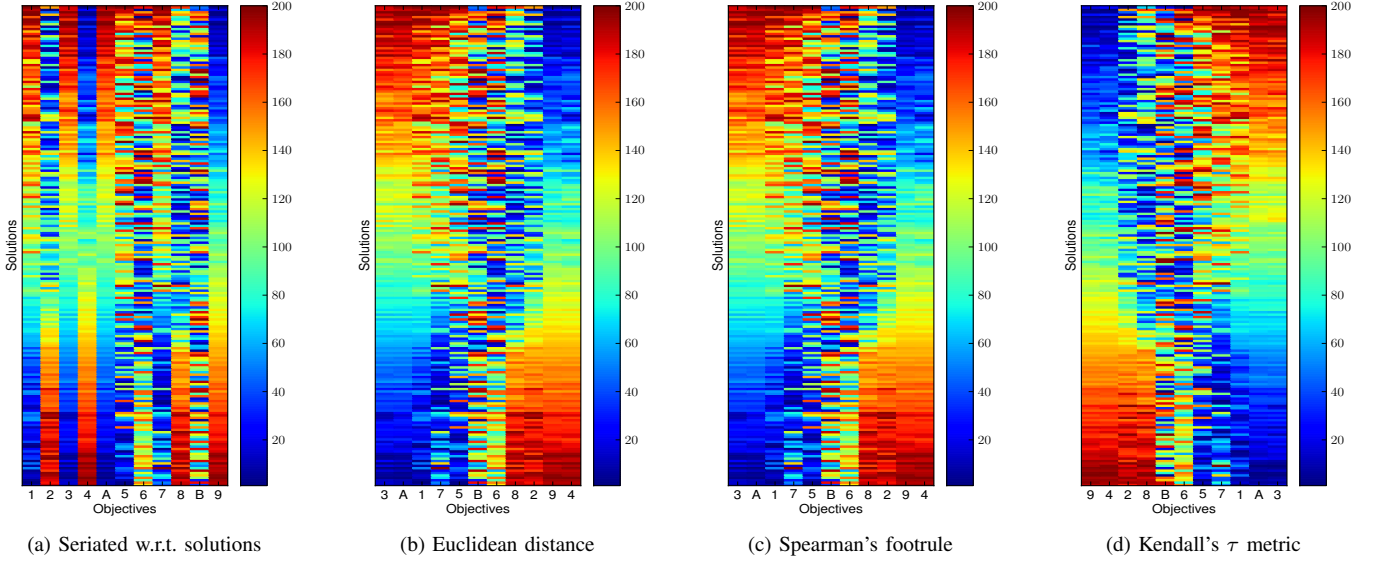 200
180
160
140
120
100
80
60
40
20
Solutions
1 2 3 4 A 5 6 7 8 B 9
Objectives
(a) Seriated w.r.t. solutions
200
180
160
140
120
100
80
60
40
20
Solutions
3 A 1 7 5 B 6 8 2 9 4
Objectives
(b) Euclidean distance
200
180
160
140
120
100
80
60
40
20
Solutions
3 A 1 7 5 B 6 8 2 9 4
Objectives
(c) Spearman's footrule
200
180
160
140
120
100
80
60
40
20
Solutions
9 4 2 8 B 6 5 7 1 A 3
Objectives
(d) Kendall's τ metric